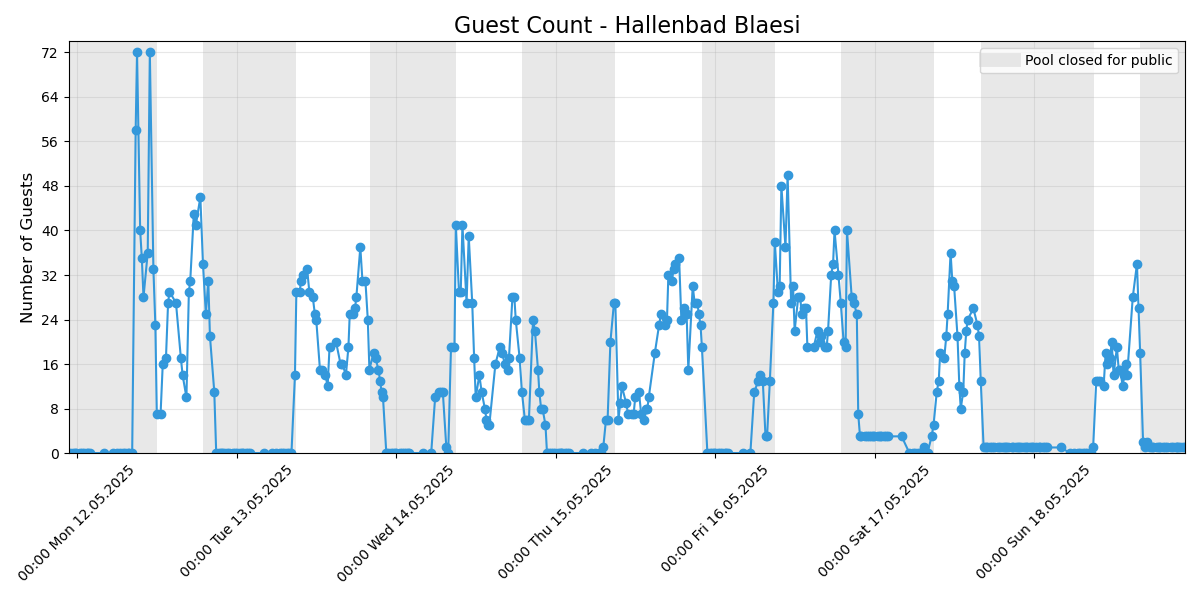 Guest Count - Hallenbad Blaesi
Pool closed for public
Number of Guests
72
64
56
48
40
32
24
16
8
0
00:00 Mon 12.05.2025
00:00 Tue 13.05.2025
00:00 Wed 14.05.2025
00:00 Thu 15.05.2025
00:00 Fri 16.05.2025
00:00 Sat 17.05.2025
00:00 Sun 18.05.2025